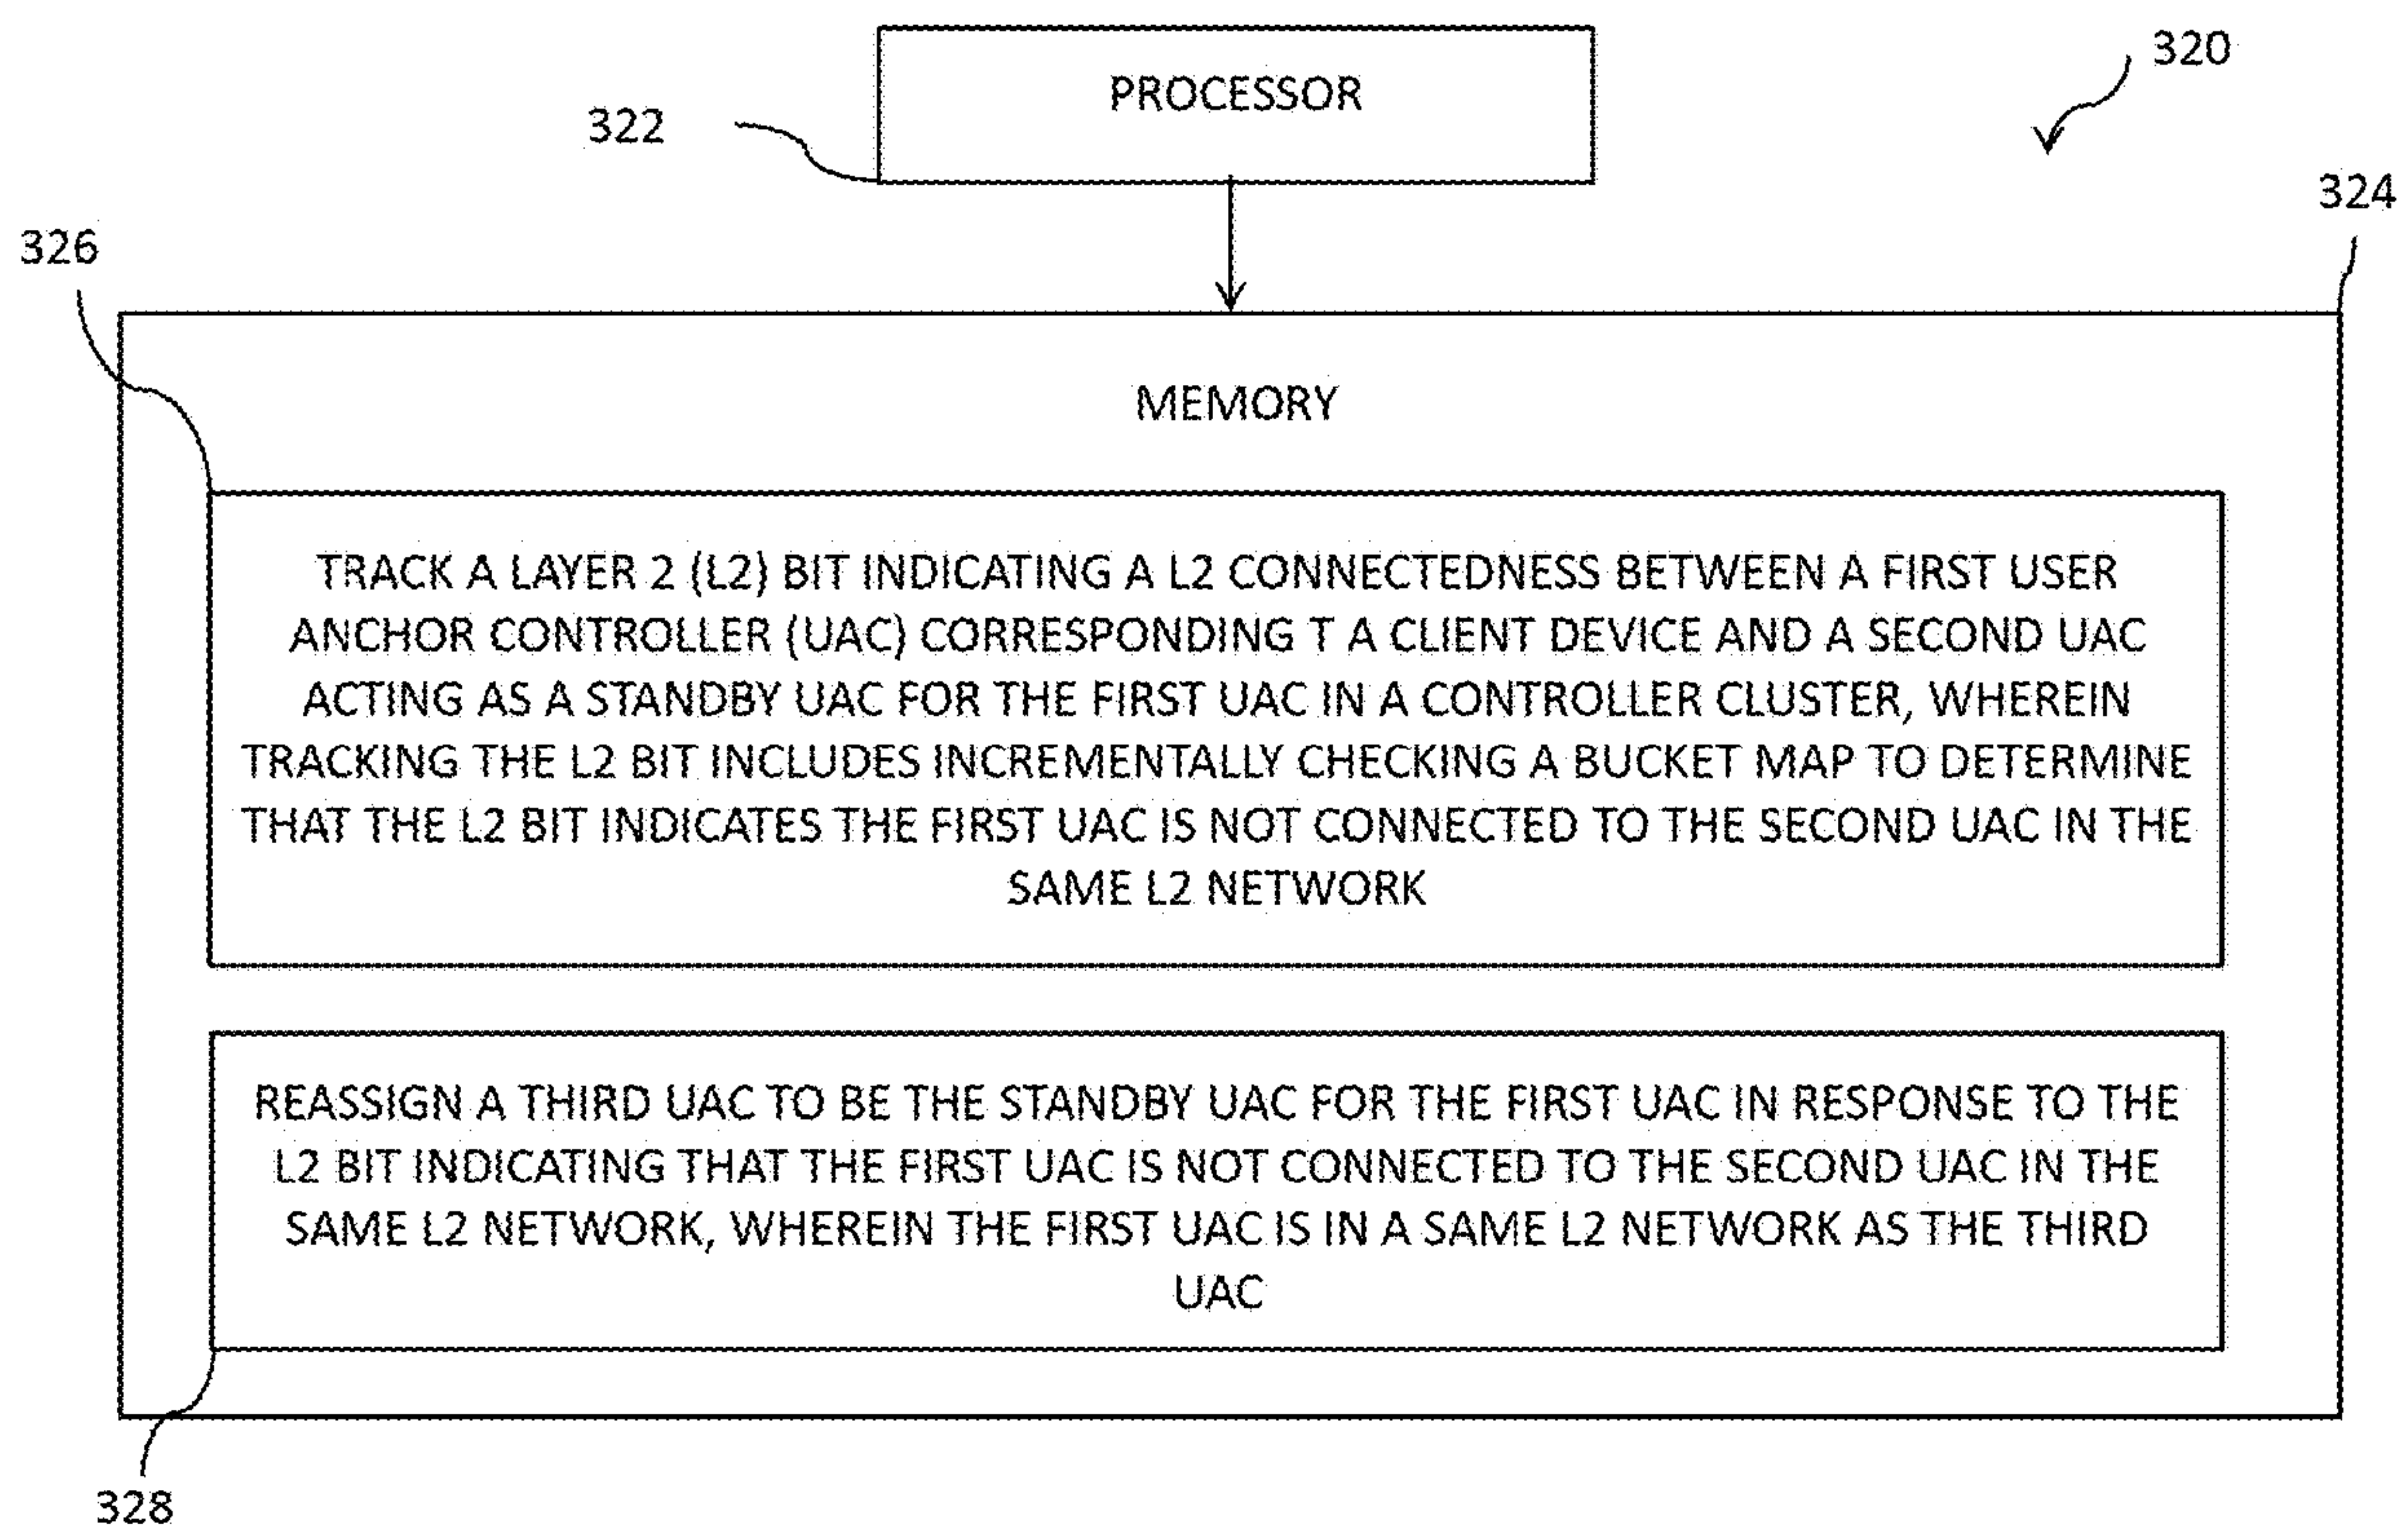 320
PROCESSOR
322
324
326
MEMORY
TRACK A LAYER 2 (L2) BIT INDICATING A L2 CONNECTEDNESS BETWEEN A FIRST USER
ANCHOR CONTROLLER (UAC) CORRESPONDING T A CLIENT DEVICE AND A SECOND UAC
ACTING AS A STANDBY UAC FOR THE FIRST UAC IN A CONTROLLER CLUSTER, WHEREIN
TRACKING THE L2 BIT INCLUDES INCREMENTALLY CHECKING A BUCKET MAP TO DETERMINE
THAT THE L2 BIT INDICATES THE FIRST UAC IS NOT CONNECTED TO THE SECOND UAC IN THE
SAME L2 NETWORK
REASSIGN A THIRD UAC TO BE THE STANDBY UAC FOR THE FIRST UAC IN RESPONSE TO THE
L2 BIT INDICATING THAT THE FIRST UAC IS NOT CONNECTED TO THE SECOND UAC IN THE
SAME L2 NETWORK, WHEREIN THE FIRST UAC IS IN A SAME L2 NETWORK AS THE THIRD
UAC
328